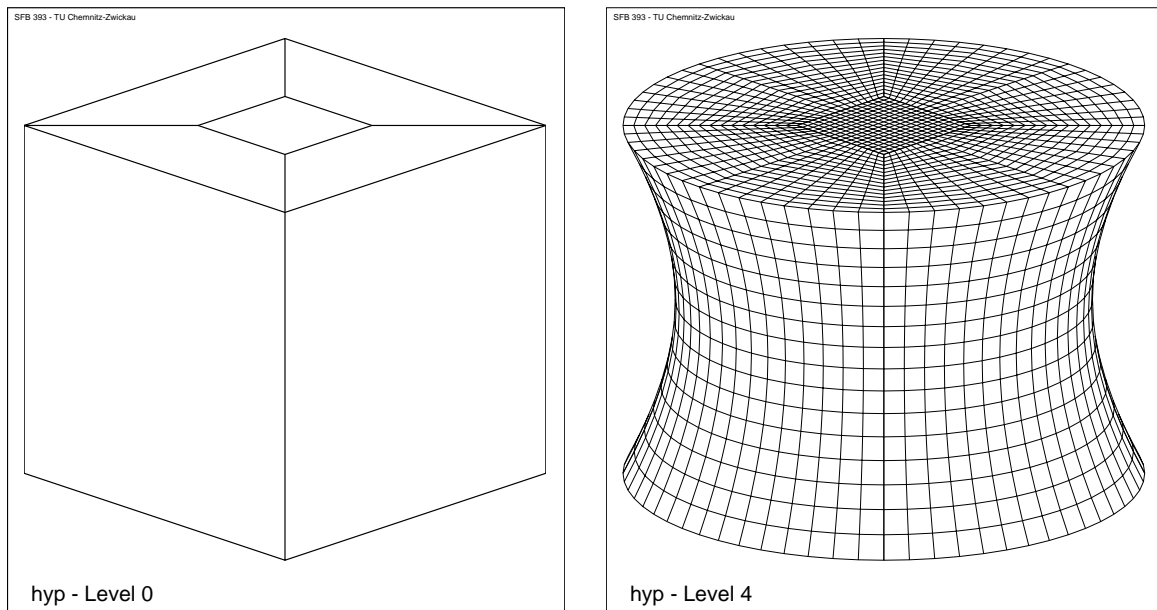 SFB 393 - TU Chemnitz-Zwickau
hyp - Level 0
SFB 393 - TU Chemnitz-Zwickau
hyp - Level 4